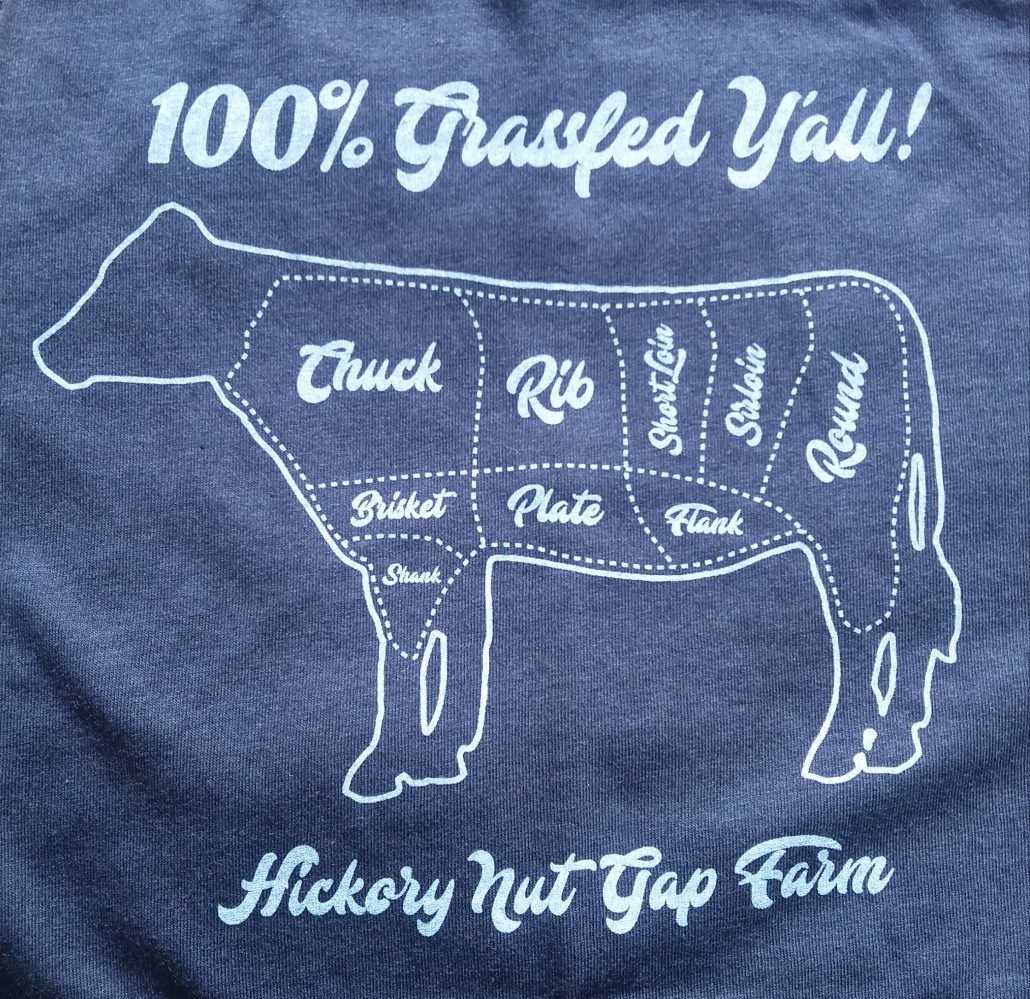 100% Grassfed Y'all!
Chuck
Rib
Short Loin
Sirloin
Round
Brisket
Plate
Flank
Shank
Hickory Nut Gap Farm